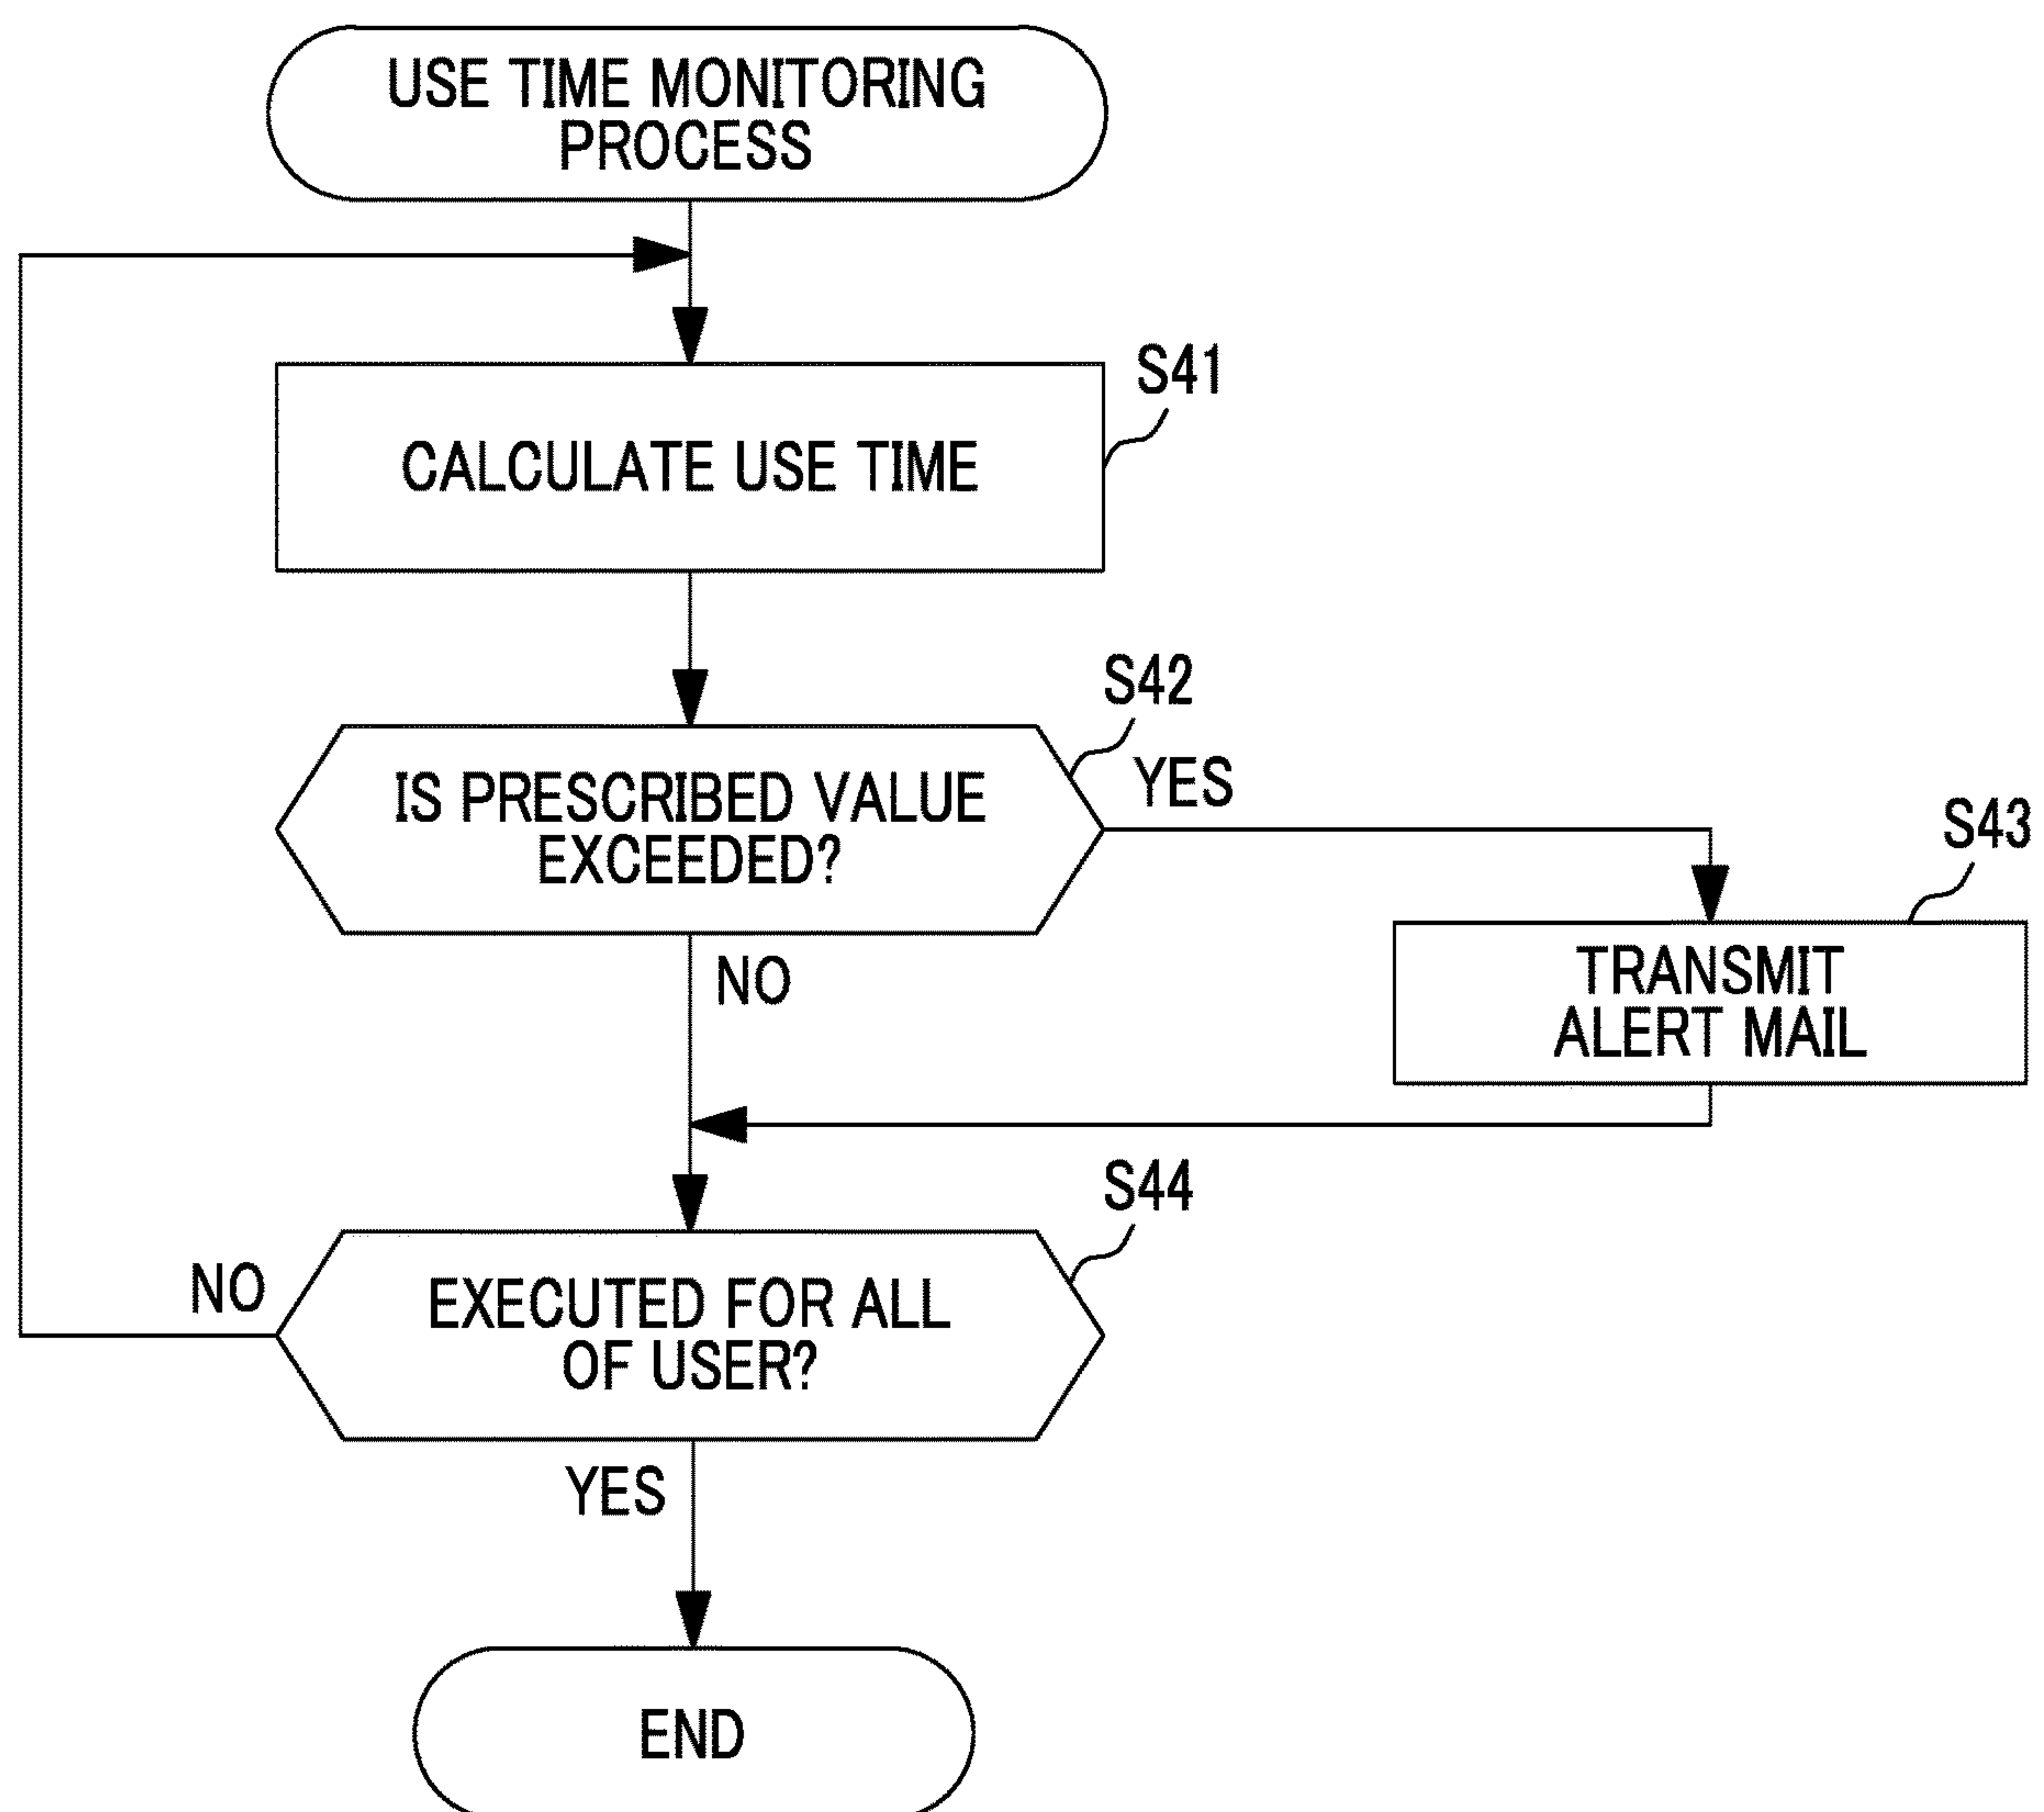 USE TIME MONITORING
PROCESS
S41
CALCULATE USE TIME
S42
IS PRESCRIBED VALUE
EXCEEDED?
YES
S43
NO
TRANSMIT
ALERT MAIL
S44
NO
EXECUTED FOR ALL
OF USER?
YES
END